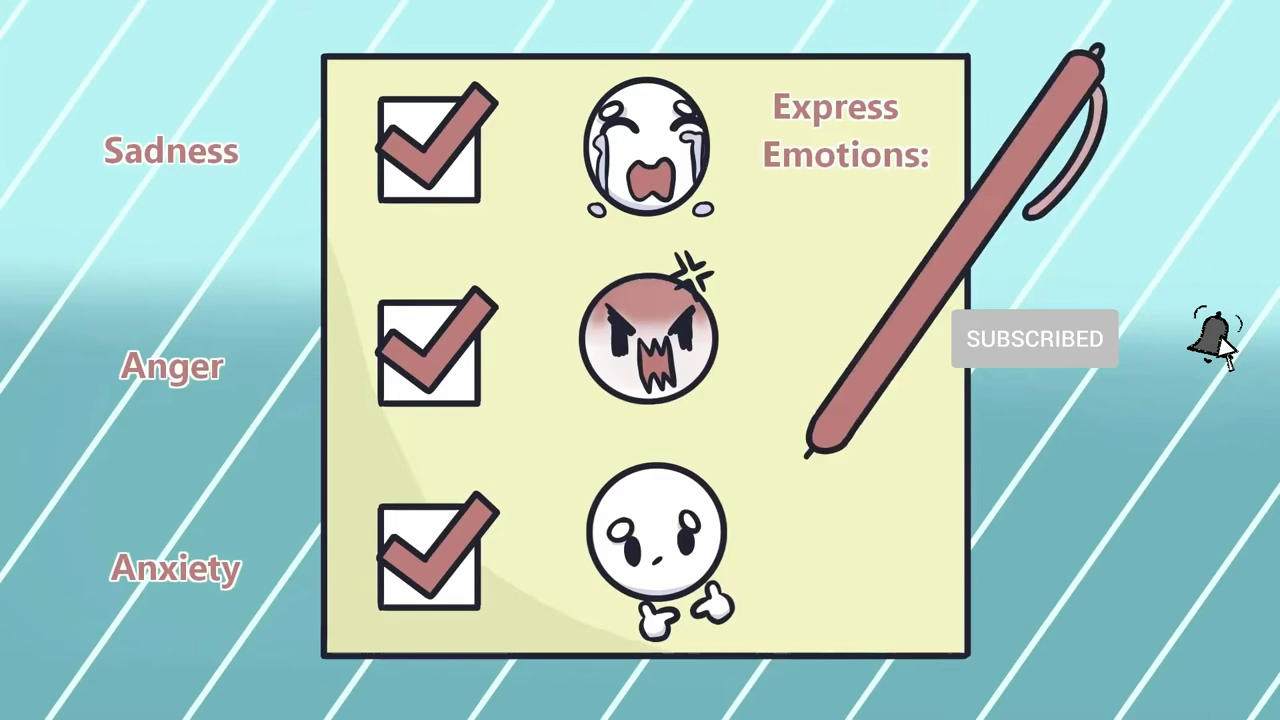 Express
Emotions:
Sadness
Anger
SUBSCRIBED
Anxiety